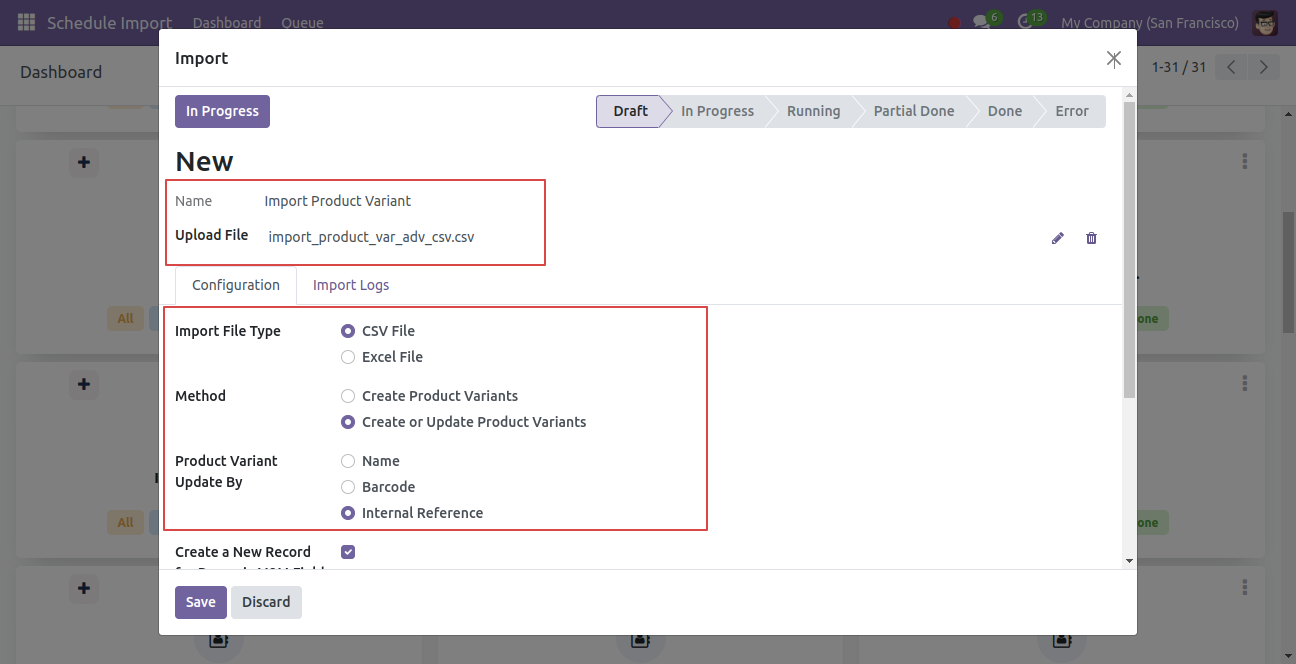 Schedule Import Dashboard Queue 6 13 My Company (San Francisco)
Dashboard 1-31 / 31
Import
In Progress Draft In Progress Running Partial Done Done Error
New
Name Import Product Variant
Upload File import_product_var_adv_csv.csv
Configuration Import Logs
Import File Type CSV File
Excel File
Method Create Product Variants
Create or Update Product Variants
Product Variant Name
Update By Barcode
Internal Reference
Create a New Record
Save Discard
All
All